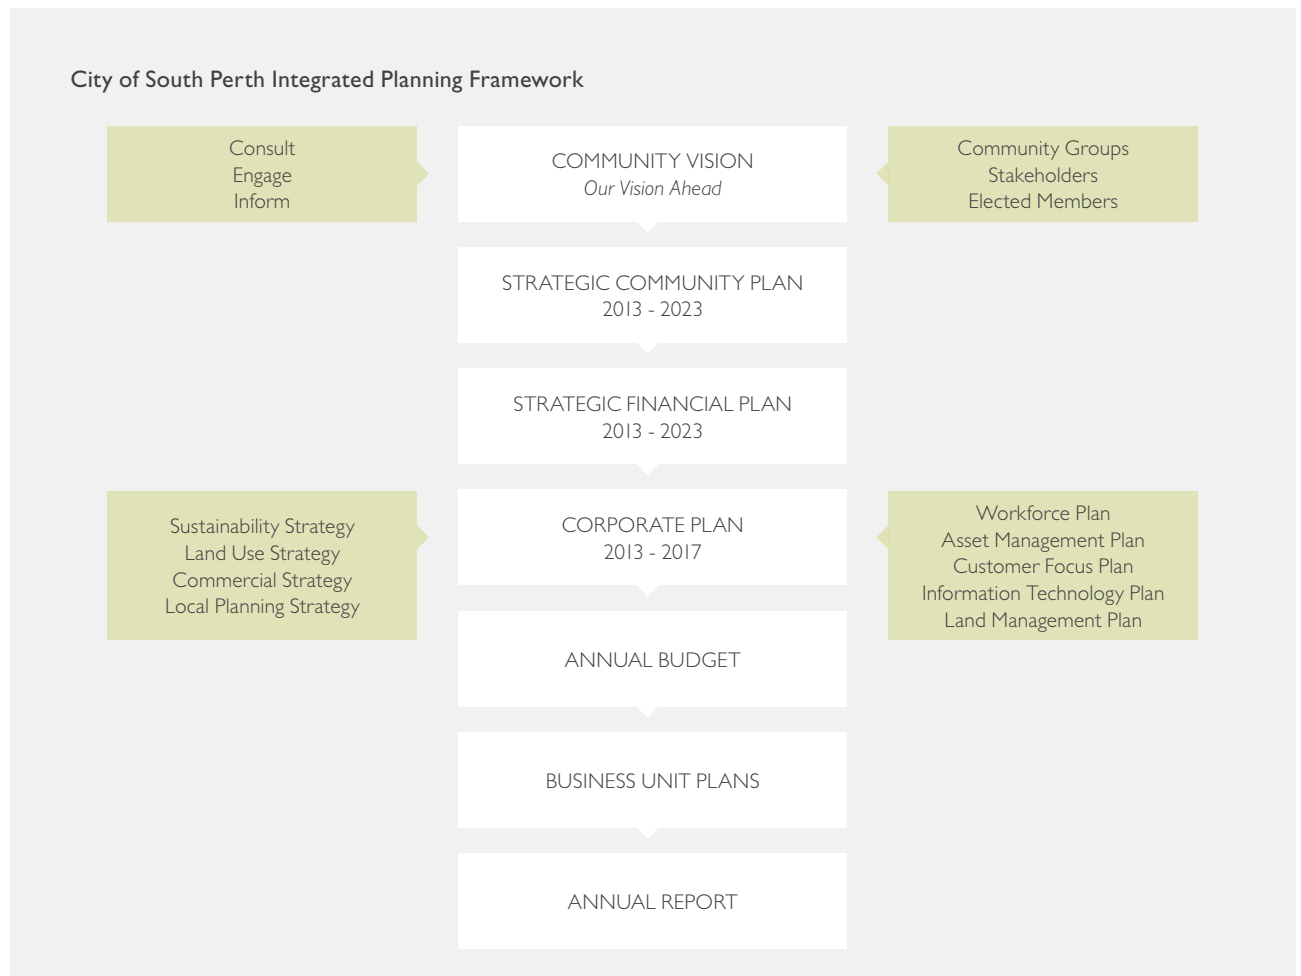 City of South Perth Integrated Planning Framework
Consult
Engage
Inform
COMMUNITY VISION
Our Vision Ahead
Community Groups
Stakeholders
Elected Members
STRATEGIC COMMUNITY PLAN
2013 - 2023
STRATEGIC FINANCIAL PLAN
2013 - 2023
Sustainability Strategy
Land Use Strategy
Commercial Strategy
Local Planning Strategy
CORPORATE PLAN
2013 - 2017
Workforce Plan
Asset Management Plan
Customer Focus Plan
Information Technology Plan
Land Management Plan
ANNUAL BUDGET
BUSINESS UNIT PLANS
ANNUAL REPORT